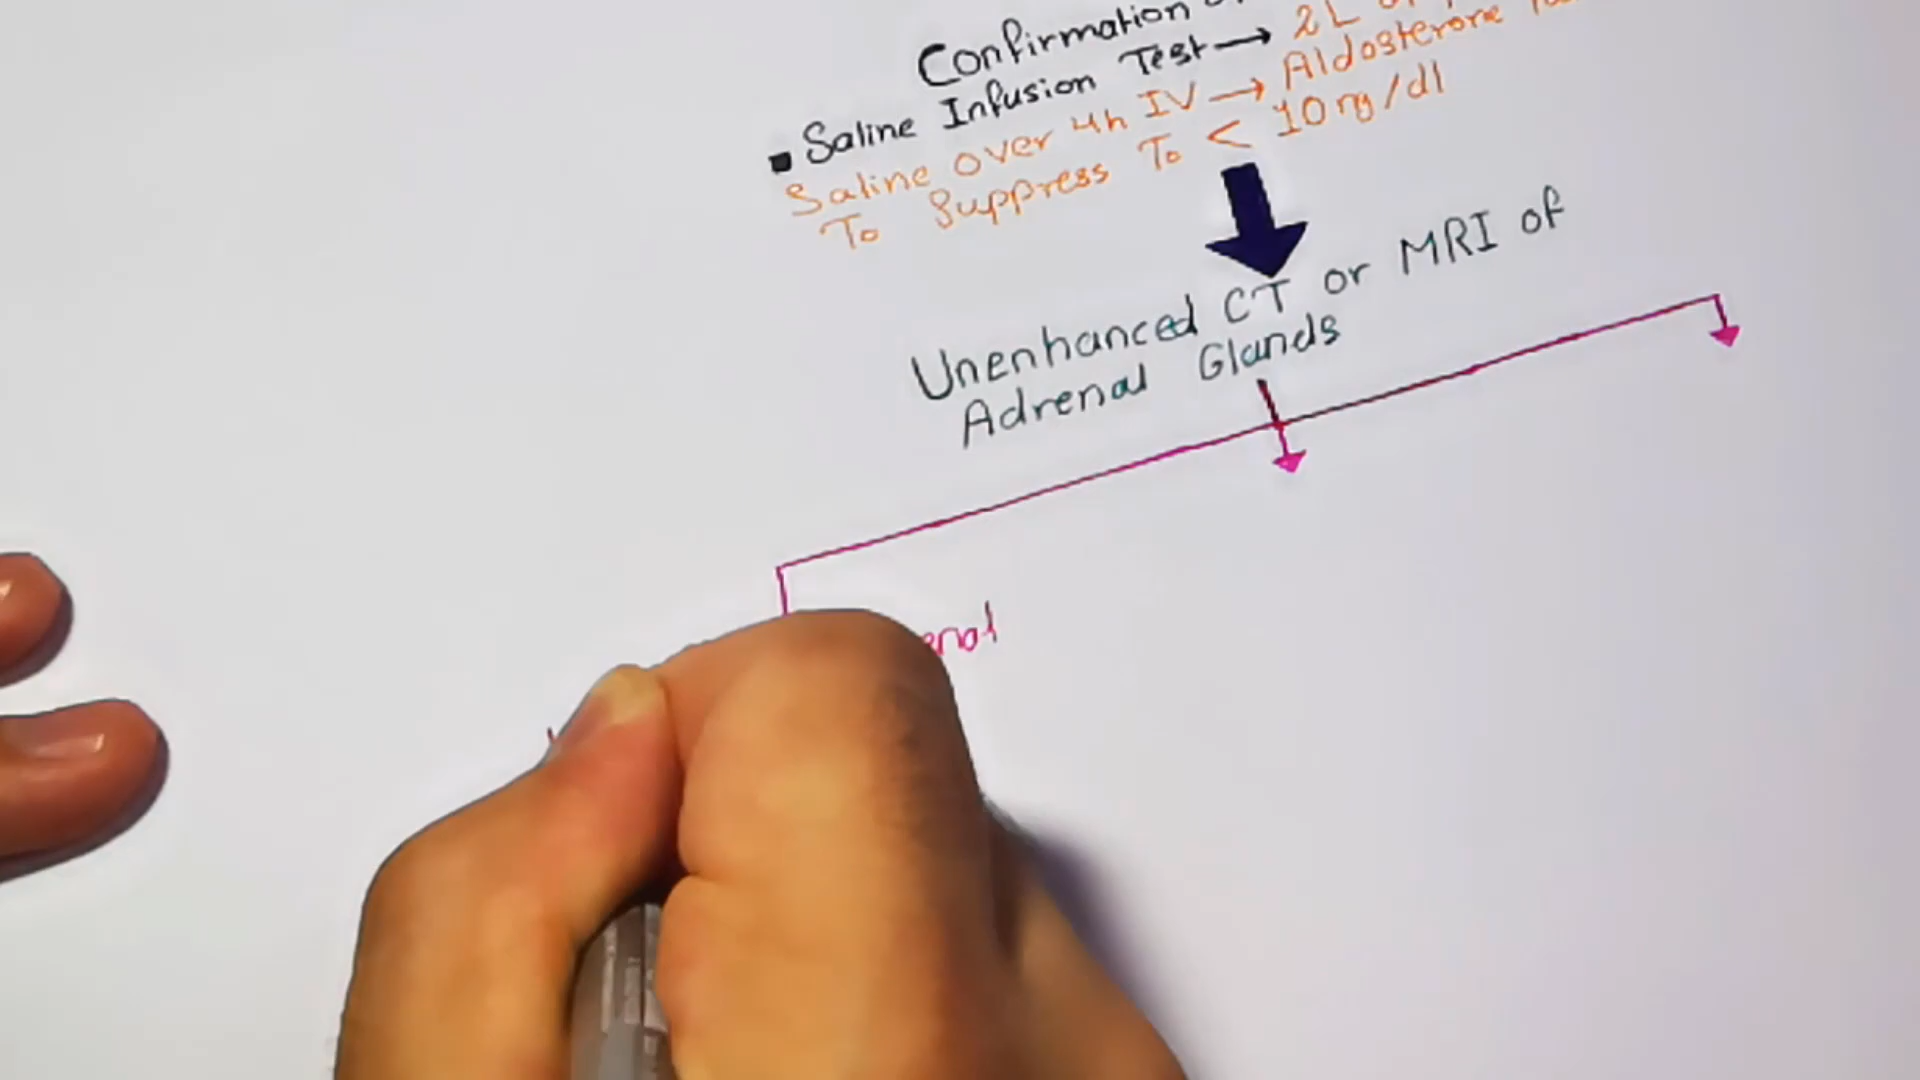 Confirmation
▪ Saline Infusion Test → 2L
Saline over 4h IV → Aldosterone
To Suppress To < 10 ng/dl
Unenhanced CT or MRI of
Adrenal Glands